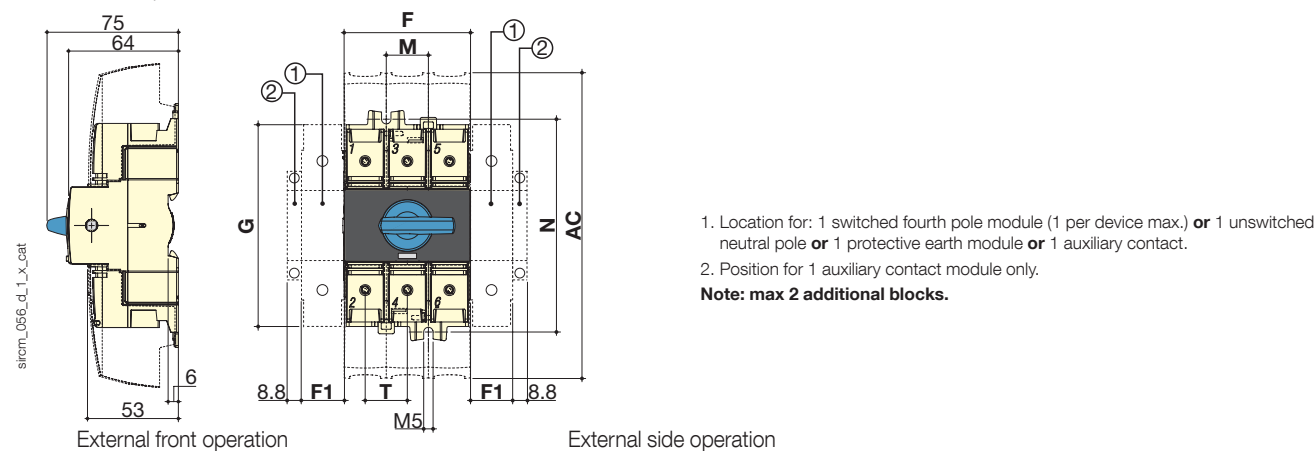 75
64
F
M
①
②
①
②
1
3
5
G
N
AC
2
4
6
sircm_056_d_1_x_cat
6
53
8.8
F1
T
F1
8.8
M5
External front operation
External side operation
1. Location for: 1 switched fourth pole module (1 per device max.) or 1 unswitched
neutral pole or 1 protective earth module or 1 auxiliary contact.
2. Position for 1 auxiliary contact module only.
Note: max 2 additional blocks.